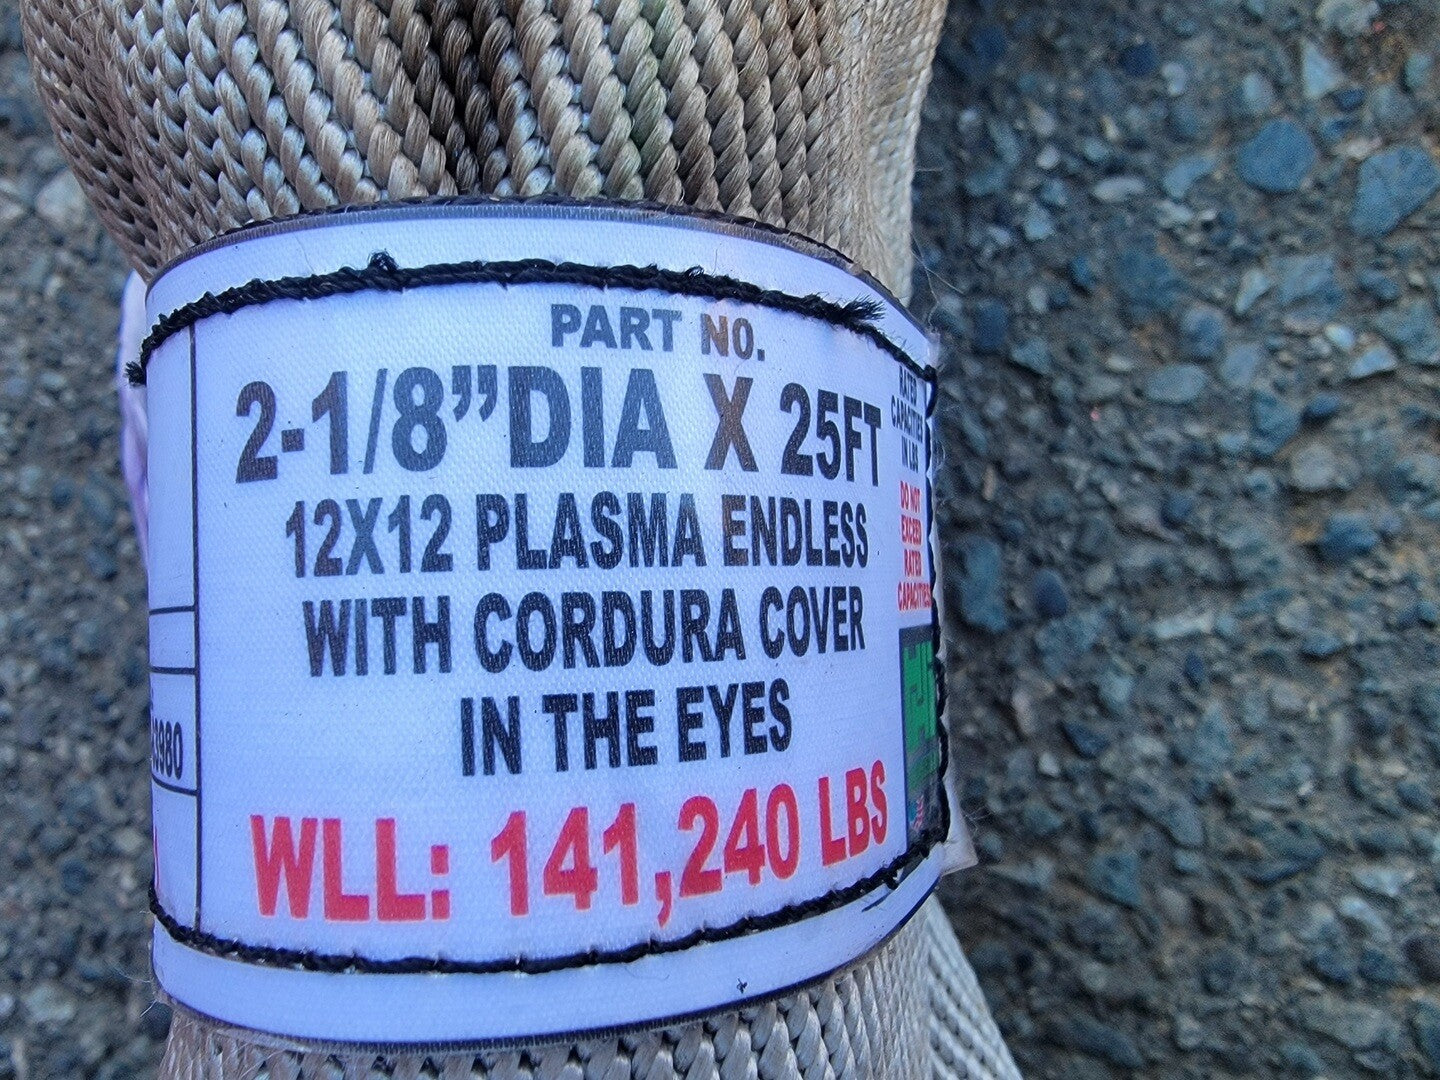 PART NO.
2-1/8”DIA X 25FT
12X12 PLASMA ENDLESS
WITH CORDURA COVER
IN THE EYES
WLL: 141,240 LBS
RATED
CAPACITIES
IN LBS
DO NOT
EXCEED
RATED
CAPACITIES
3980